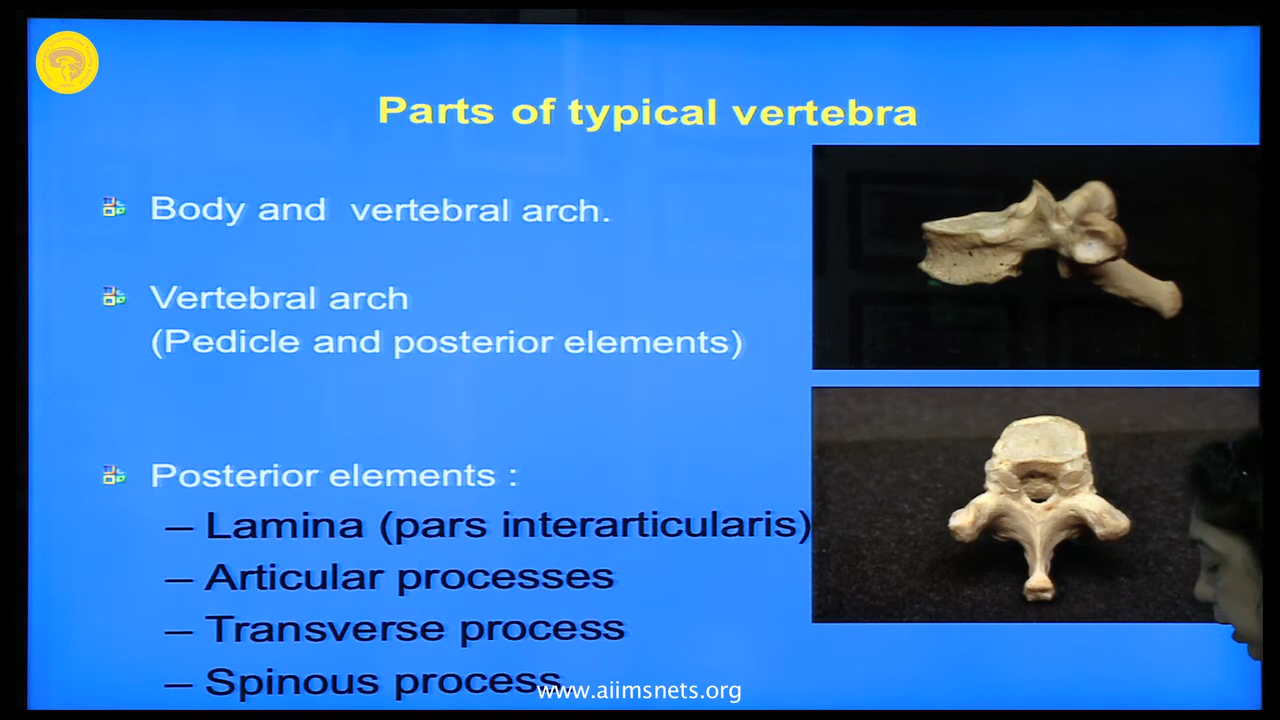 Parts of typical vertebra
Body and vertebral arch.
Vertebral arch
(Pedicle and posterior elements)
Posterior elements :
– Lamina (pars interarticularis)
– Articular processes
– Transverse process
– Spinous process.
www.aiimsnets.org